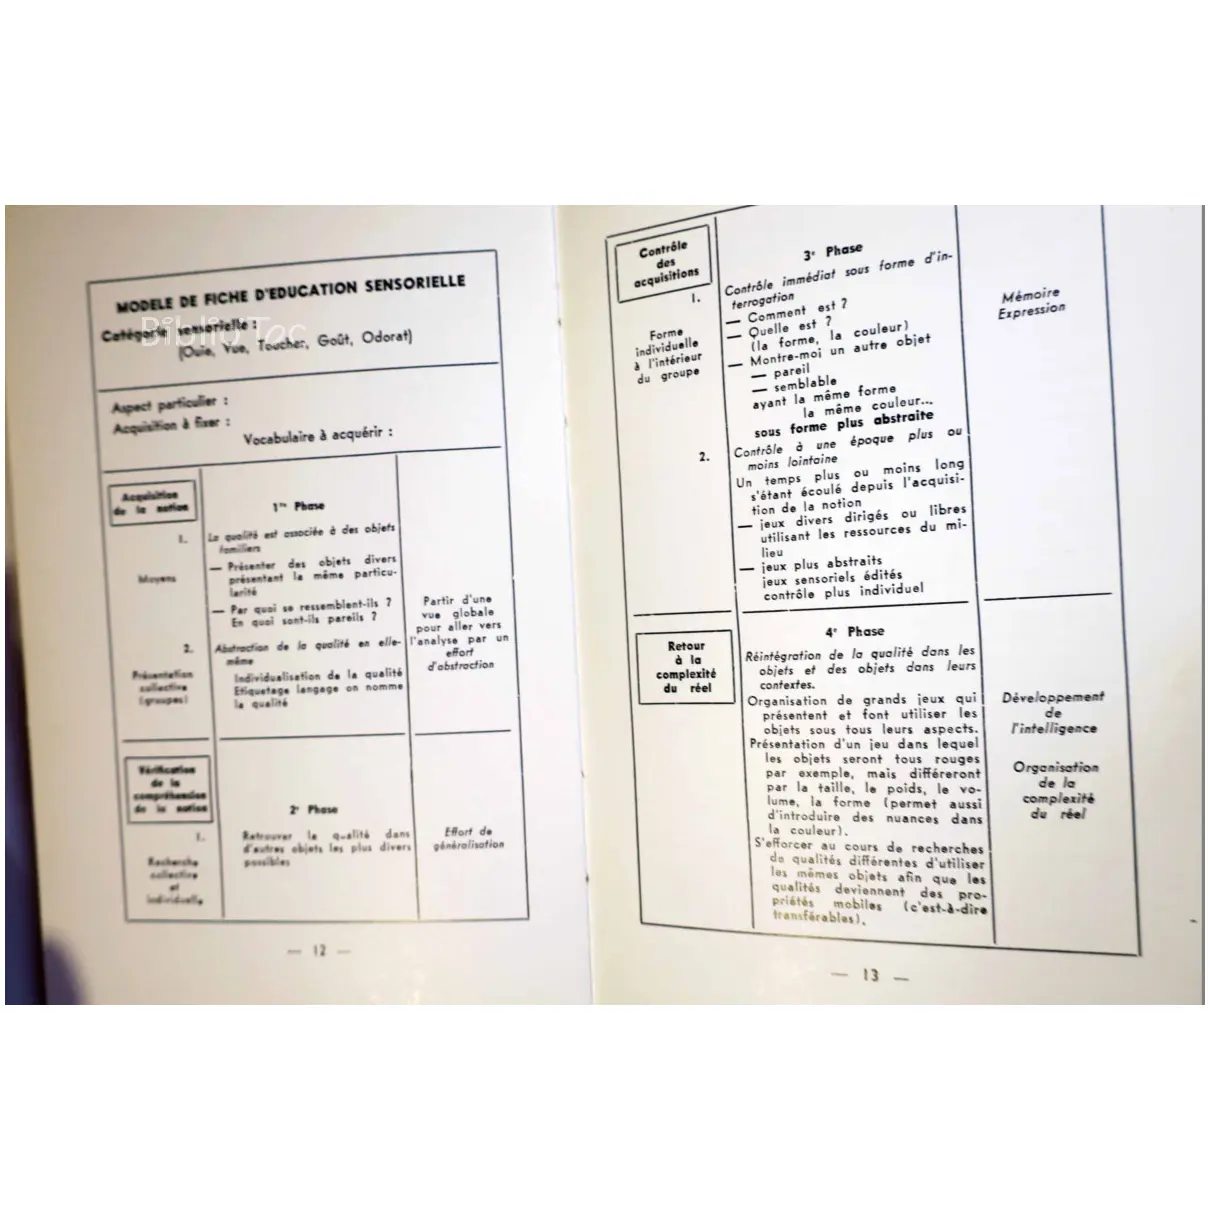 MODELE DE FICHE D'EDUCATION SENSORIELLE
Catégorie sensorielle :
Biblio Toc
(Ouie, Vue, Toucher, Goût, Odorat)
Aspect particulier :
Acquisition à fixer :
Vocabulaire à acquérir :
Acquisition
de la notion
1.
Moyens
2.
Présentation
collective
(groupes)
1re Phase
La qualité est associée à des objets
familiers
— Présenter des objets divers
présentant la même particu-
larité
— Par quoi se ressemblent-ils ?
En quoi sont-ils pareils ?
Abstraction de la qualité en elle-
même
Individualisation de la qualité
Etiquetage langage on nomme
la qualité
Partir d'une
vue globale
pour aller vers
l'analyse par un
effort
d'abstraction
Vérification
de la
compréhension
de la notion
1.
Recherche
collective
et
individuelle
2e Phase
Retrouver la qualité dans
d'autres objets les plus divers
possibles
Effort de
généralisation
— 12 —
Contrôle
des
acquisitions
1.
Forme
individuelle
à l'intérieur
du groupe
2.
3e Phase
Contrôle immédiat sous forme d'in-
terrogation
— Comment est ?
— Quelle est ?
(la forme, la couleur)
— Montre-moi un autre objet
— pareil
— semblable
ayant la même forme
la même couleur...
sous forme plus abstraite
Contrôle à une époque plus ou
moins lointaine
Un temps plus ou moins long
s'étant écoulé depuis l'acquisi-
tion de la notion
— jeux divers dirigés ou libres
utilisant les ressources du mi-
lieu
— jeux plus abstraits
jeux sensoriels édités
contrôle plus individuel
Mémoire
Expression
Retour
à la
complexité
du réel
4e Phase
Réintégration de la qualité dans les
objets et des objets dans leurs
contextes.
Organisation de grands jeux qui
présentent et font utiliser les
objets sous tous leurs aspects.
Présentation d'un jeu dans lequel
les objets seront tous rouges
par exemple, mais différeront
par la taille, le poids, le vo-
lume, la forme (permet aussi
d'introduire des nuances dans
la couleur).
S'efforcer au cours de recherches
de qualités différentes d'utiliser
les mêmes objets afin que les
qualités deviennent des pro-
priétés mobiles (c'est-à-dire
transférables).
Développement
de
l'intelligence
Organisation
de la
complexité
du réel
— 13 —